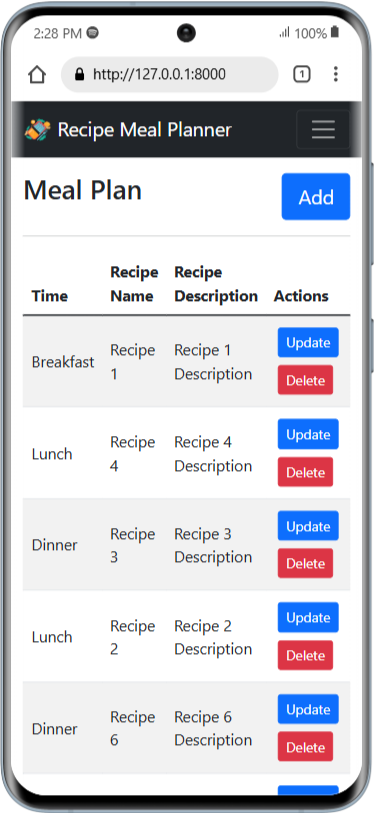 2:28 PM 100%
http://127.0.0.1:8000 1
Recipe Meal Planner
Meal Plan Add
Time Recipe Name Recipe Description Actions
Breakfast Recipe 1 Recipe 1 Description Update Delete
Lunch Recipe 4 Recipe 4 Description Update Delete
Dinner Recipe 3 Recipe 3 Description Update Delete
Lunch Recipe 2 Recipe 2 Description Update Delete
Dinner Recipe 6 Recipe 6 Description Update Delete